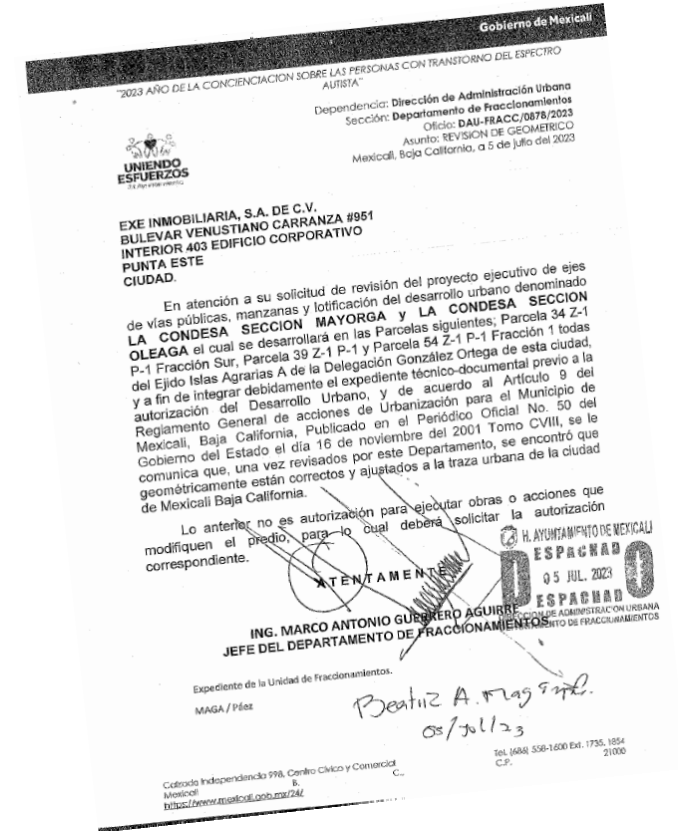 Gobierno de Mexicali
"2023 AÑO DE LA CONCIENCIACION SOBRE LAS PERSONAS CON TRANSTORNO DEL ESPECTRO
AUTISTA"
Dependencia: Dirección de Administración Urbana
Sección: Departamento de Fraccionamientos
Oficio: DAU-FRACC/0878/2023
Asunto: REVISION DE GEOMETRICO
Mexicali, Baja California, a 5 de julio del 2023
UNIENDO
ESFUERZOS
EXE INMOBILIARIA, S.A. DE C.V.
BULEVAR VENUSTIANO CARRANZA #951
INTERIOR 403 EDIFICIO CORPORATIVO
PUNTA ESTE
CIUDAD.
En atención a su solicitud de revisión del proyecto ejecutivo de ejes
de vías públicas, manzanas y lotificación del desarrollo urbano denominado
LA CONDESA SECCION MAYORGA y LA CONDESA SECCION
OLEAGA el cual se desarrollará en las Parcelas siguientes; Parcela 34 Z-1
P-1 Fracción Sur, Parcela 39 Z-1 P-1 y Parcela 54 Z-1 P-1 Fracción 1 todas
del Ejido Islas Agrarias A de la Delegación González Ortega de esta ciudad,
y a fin de integrar debidamente el expediente técnico-documental previo a la
autorización del Desarrollo Urbano, y de acuerdo al Artículo 9 del
Reglamento General de acciones de Urbanización para el Municipio de
Mexicali, Baja California, Publicado en el Periódico Oficial No. 50 del
Gobierno del Estado el día 16 de noviembre del 2001 Tomo CVIII, se le
comunica que, una vez revisados por este Departamento, se encontró que
geométricamente están correctos y ajustados a la traza urbana de la ciudad
de Mexicali Baja California.
Lo anterior no es autorización para ejecutar obras o acciones que
modifiquen el predio, para lo cual deberá solicitar la autorización
correspondiente.
H. AYUNTAMIENTO DE MEXICALI
DESPACHADO
05 JUL. 2023
DESPACHADO
DIRECCION DE ADMINISTRACION URBANA
DEPARTAMENTO DE FRACCIONAMIENTOS
ATENTAMENTE
ING. MARCO ANTONIO GUERRERO AGUIRRE
JEFE DEL DEPARTAMENTO DE FRACCIONAMIENTOS
Expediente de la Unidad de Fraccionamientos.
MAGA / Páez
Beatriz A.
05/Jul/23
Calzada Independencia 998, Centro Cívico y Comercial
Mexicali B. C.,
https://www.mexicali.gob.mx/24/
Tel. (686) 558-1600 Ext. 1735, 1854
C.P. 21000